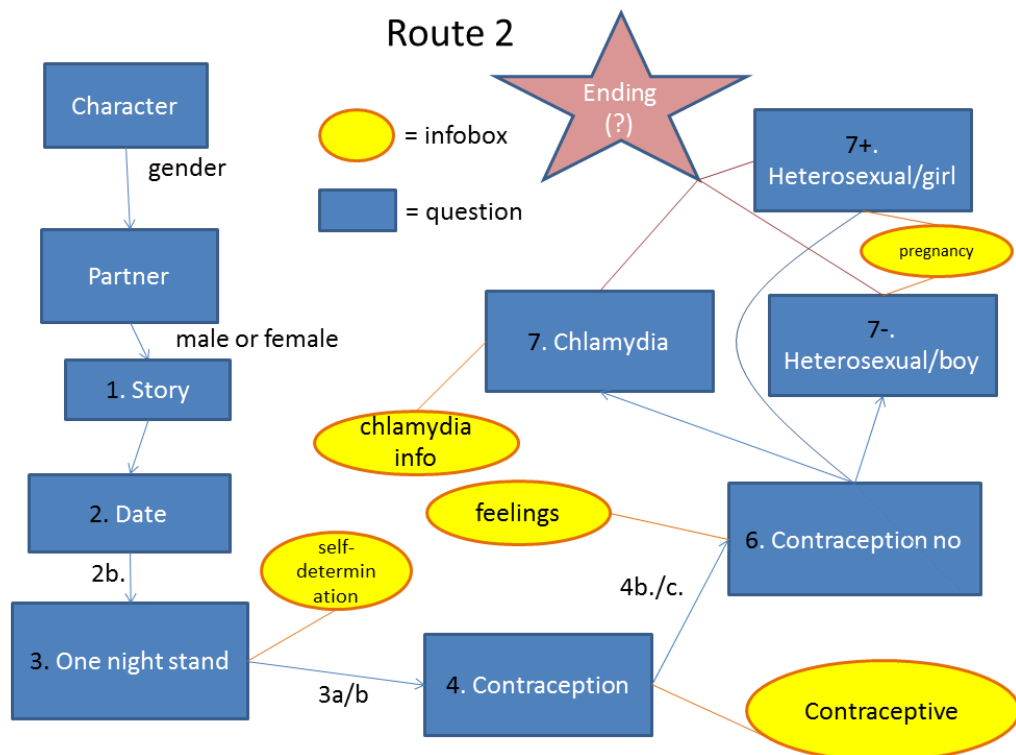 Route 2
Character
gender
Partner
male or female
1. Story
2. Date
2b.
3. One night stand
self-
determin
ation
3a/b
4. Contraception
Contraceptive
4b./c.
feelings
6. Contraception no
7. Chlamydia
chlamydia
info
7-.
Heterosexual/boy
pregnancy
7+.
Heterosexual/girl
Ending
(?)
= infobox
= question